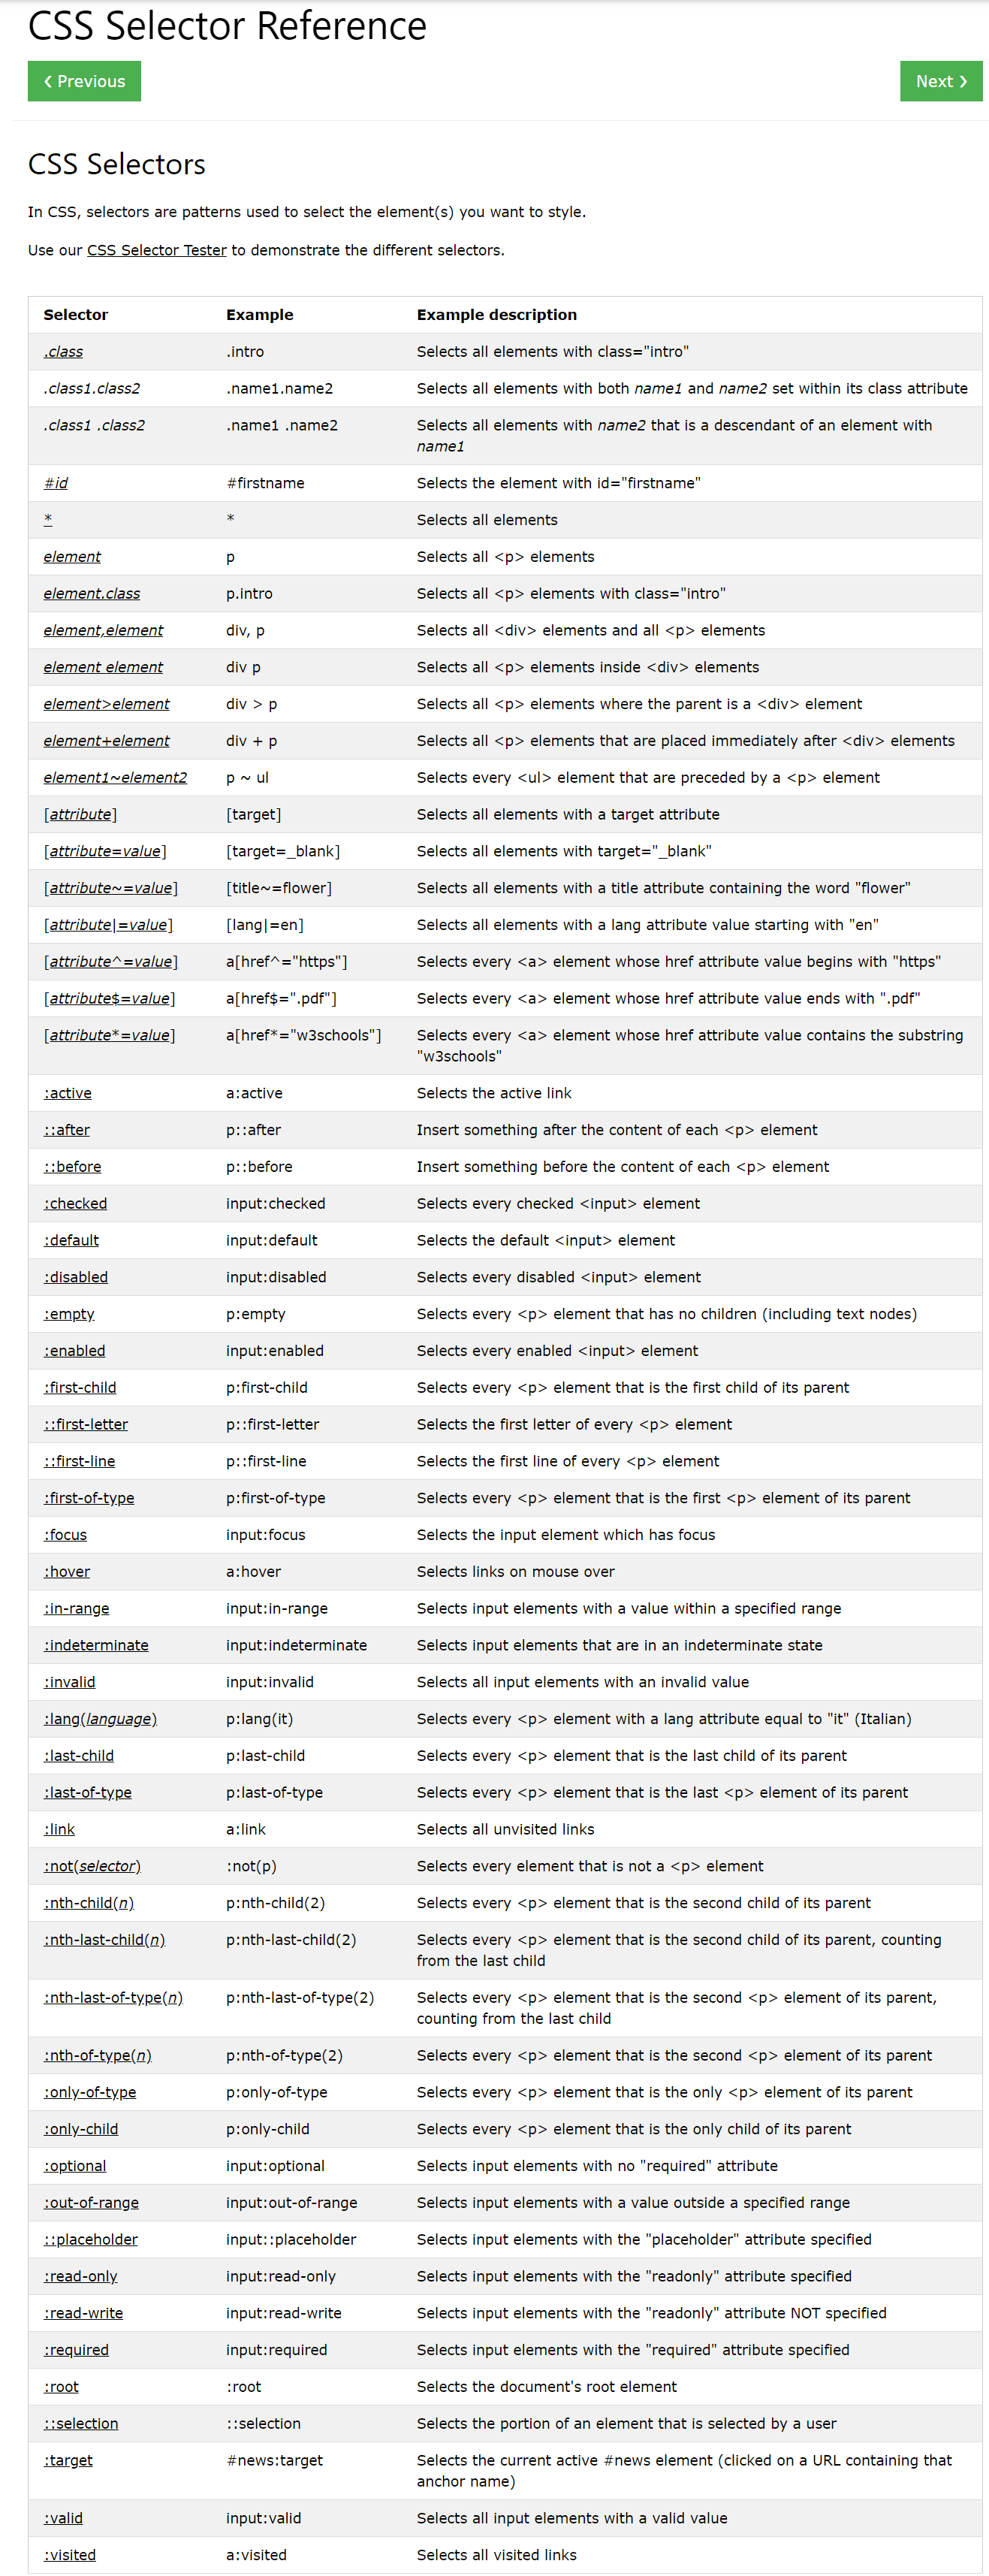 CSS Selector Reference
❮ Previous
Next ❯
CSS Selectors
In CSS, selectors are patterns used to select the element(s) you want to style.
Use our CSS Selector Tester to demonstrate the different selectors.
Selector Example Example description
.class .intro Selects all elements with class="intro"
.class1.class2 .name1.name2 Selects all elements with both name1 and name2 set within its class attribute
.class1 .class2 .name1 .name2 Selects all elements with name2 that is a descendant of an element with
name1
#id #firstname Selects the element with id="firstname"
* * Selects all elements
element p Selects all <p> elements
element.class p.intro Selects all <p> elements with class="intro"
element,element div, p Selects all <div> elements and all <p> elements
element element div p Selects all <p> elements inside <div> elements
element>element div > p Selects all <p> elements where the parent is a <div> element
element+element div + p Selects all <p> elements that are placed immediately after <div> elements
element1~element2 p ~ ul Selects every <ul> element that are preceded by a <p> element
[attribute] [target] Selects all elements with a target attribute
[attribute=value] [target=_blank] Selects all elements with target="_blank"
[attribute~=value] [title~=flower] Selects all elements with a title attribute containing the word "flower"
[attribute|=value] [lang|=en] Selects all elements with a lang attribute value starting with "en"
[attribute^=value] a[href^="https"] Selects every <a> element whose href attribute value begins with "https"
[attribute$=value] a[href$=".pdf"] Selects every <a> element whose href attribute value ends with ".pdf"
[attribute*=value] a[href*="w3schools"] Selects every <a> element whose href attribute value contains the substring
"w3schools"
:active a:active Selects the active link
::after p::after Insert something after the content of each <p> element
::before p::before Insert something before the content of each <p> element
:checked input:checked Selects every checked <input> element
:default input:default Selects the default <input> element
:disabled input:disabled Selects every disabled <input> element
:empty p:empty Selects every <p> element that has no children (including text nodes)
:enabled input:enabled Selects every enabled <input> element
:first-child p:first-child Selects every <p> element that is the first child of its parent
::first-letter p::first-letter Selects the first letter of every <p> element
::first-line p::first-line Selects the first line of every <p> element
:first-of-type p:first-of-type Selects every <p> element that is the first <p> element of its parent
:focus input:focus Selects the input element which has focus
:hover a:hover Selects links on mouse over
:in-range input:in-range Selects input elements with a value within a specified range
:indeterminate input:indeterminate Selects input elements that are in an indeterminate state
:invalid input:invalid Selects all input elements with an invalid value
:lang(language) p:lang(it) Selects every <p> element with a lang attribute equal to "it" (Italian)
:last-child p:last-child Selects every <p> element that is the last child of its parent
:last-of-type p:last-of-type Selects every <p> element that is the last <p> element of its parent
:link a:link Selects all unvisited links
:not(selector) :not(p) Selects every element that is not a <p> element
:nth-child(n) p:nth-child(2) Selects every <p> element that is the second child of its parent
:nth-last-child(n) p:nth-last-child(2) Selects every <p> element that is the second child of its parent, counting
from the last child
:nth-last-of-type(n) p:nth-last-of-type(2) Selects every <p> element that is the second <p> element of its parent,
counting from the last child
:nth-of-type(n) p:nth-of-type(2) Selects every <p> element that is the second <p> element of its parent
:only-of-type p:only-of-type Selects every <p> element that is the only <p> element of its parent
:only-child p:only-child Selects every <p> element that is the only child of its parent
:optional input:optional Selects input elements with no "required" attribute
:out-of-range input:out-of-range Selects input elements with a value outside a specified range
::placeholder input::placeholder Selects input elements with the "placeholder" attribute specified
:read-only input:read-only Selects input elements with the "readonly" attribute specified
:read-write input:read-write Selects input elements with the "readonly" attribute NOT specified
:required input:required Selects input elements with the "required" attribute specified
:root :root Selects the document's root element
::selection ::selection Selects the portion of an element that is selected by a user
:target #news:target Selects the current active #news element (clicked on a URL containing that
anchor name)
:valid input:valid Selects all input elements with a valid value
:visited a:visited Selects all visited links